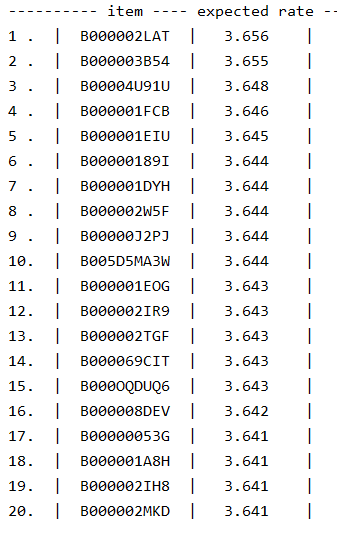 ---------- item ---- expected rate --
1 .  |  B000002LAT  |   3.656    |
2 .  |  B000003B54  |   3.655    |
3 .  |  B00004U91U  |   3.648    |
4 .  |  B000001FCB  |   3.646    |
5 .  |  B000001EIU  |   3.645    |
6 .  |  B00000189I  |   3.644    |
7 .  |  B000001DYH  |   3.644    |
8 .  |  B000002W5F  |   3.644    |
9 .  |  B00000J2PJ  |   3.644    |
10.  |  B005D5MA3W  |   3.644    |
11.  |  B000001EOG  |   3.643    |
12.  |  B000002IR9  |   3.643    |
13.  |  B000002TGF  |   3.643    |
14.  |  B000069CIT  |   3.643    |
15.  |  B000OQDUQ6  |   3.643    |
16.  |  B000008DEV  |   3.642    |
17.  |  B00000053G  |   3.641    |
18.  |  B000001A8H  |   3.641    |
19.  |  B000002IH8  |   3.641    |
20.  |  B000002MKD  |   3.641    |